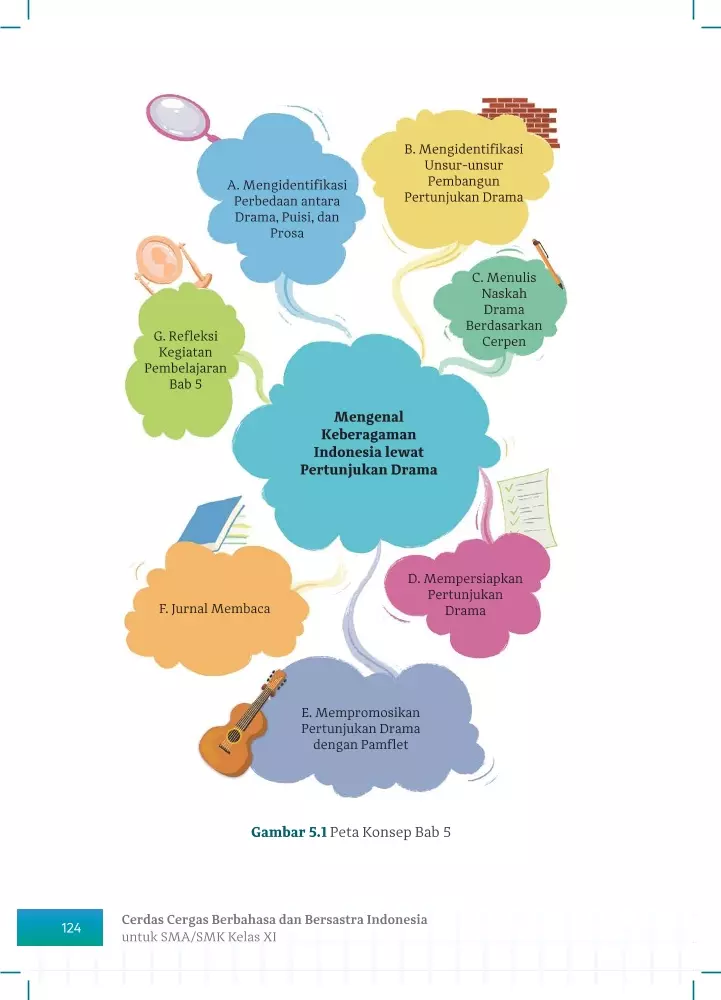 A. Mengidentifikasi
Perbedaan antara
Drama, Puisi, dan
Prosa
B. Mengidentifikasi
Unsur-unsur
Pembangun
Pertunjukan Drama
C. Menulis
Naskah
Drama
Berdasarkan
Cerpen
G. Refleksi
Kegiatan
Pembelajaran
Bab 5
Mengenal
Keberagaman
Indonesia lewat
Pertunjukan Drama
D. Mempersiapkan
Pertunjukan
Drama
F. Jurnal Membaca
E. Mempromosikan
Pertunjukan Drama
dengan Pamflet
Gambar 5.1 Peta Konsep Bab 5
124
Cerdas Cergas Berbahasa dan Bersastra Indonesia
untuk SMA/SMK Kelas XI